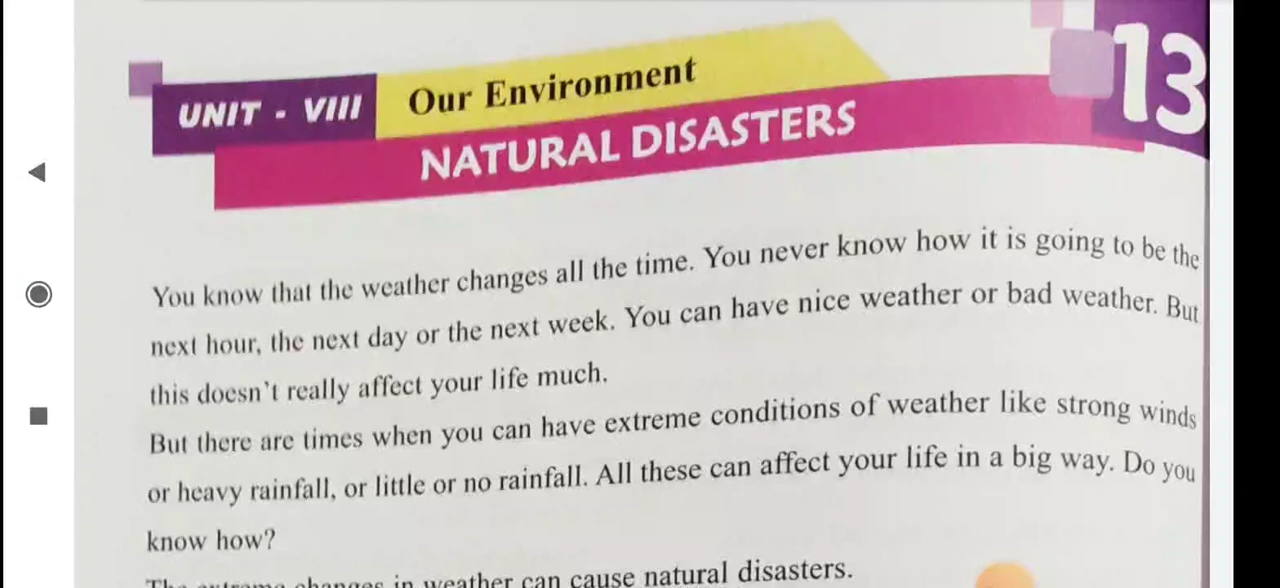 UNIT - VIII
Our Environment
13
NATURAL DISASTERS
You know that the weather changes all the time. You never know how it is going to be the
next hour, the next day or the next week. You can have nice weather or bad weather. But
this doesn't really affect your life much.
But there are times when you can have extreme conditions of weather like strong winds
or heavy rainfall, or little or no rainfall. All these can affect your life in a big way. Do you
know how?
The extreme changes in weather can cause natural disasters.